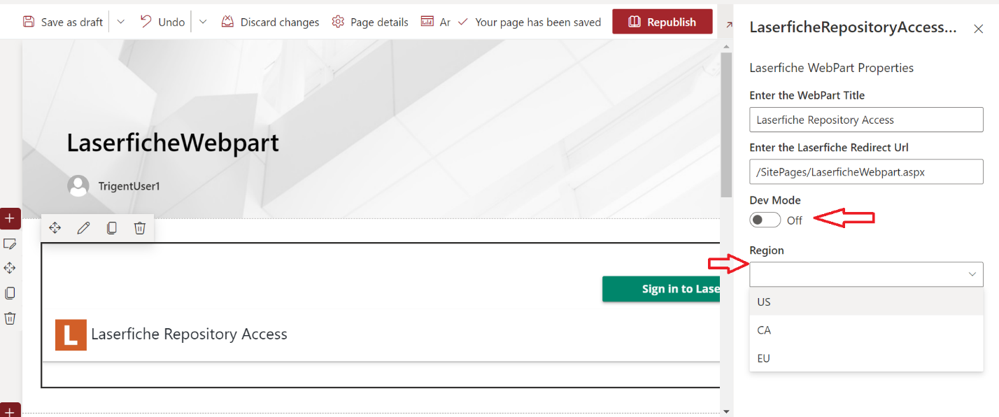 Save as draft
Undo
Discard changes
Page details
Ar
Your page has been saved
Republish
LaserficheWebpart
TrigentUser1
Sign in to Lase
L
Laserfiche Repository Access
LaserficheRepositoryAccess...
Laserfiche WebPart Properties
Enter the WebPart Title
Laserfiche Repository Access
Enter the Laserfiche Redirect Url
/SitePages/LaserficheWebpart.aspx
Dev Mode
Off
Region
US
CA
EU